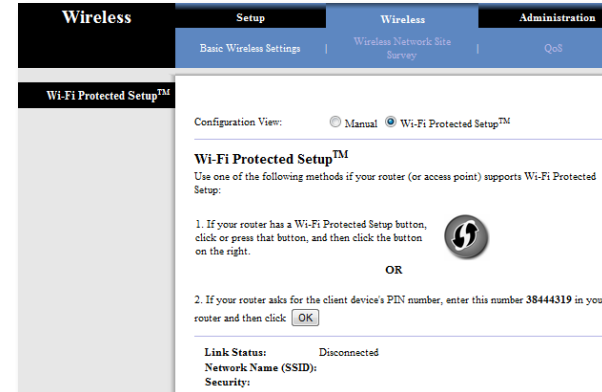 Wireless
Setup
Wireless
Administration
Basic Wireless Settings | Wireless Network Site | QoS
Survey
Wi-Fi Protected Setup™
Configuration View: Manual Wi-Fi Protected Setup™
Wi-Fi Protected Setup™
Use one of the following methods if your router (or access point) supports Wi-Fi Protected
Setup:
1. If your router has a Wi-Fi Protected Setup button,
click or press that button, and then click the button
on the right.
OR
2. If your router asks for the client device's PIN number, enter this number 38444319 in you
router and then click OK
Link Status: Disconnected
Network Name (SSID):
Security: